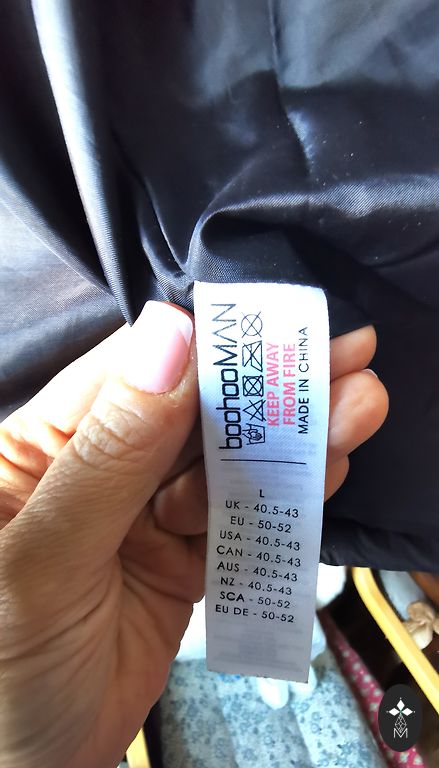 boohooMAN
KEEP AWAY
FROM FIRE
MADE IN CHINA
L
UK - 40.5-43
EU - 50-52
USA - 40.5-43
CAN - 40.5-43
AUS - 40.5-43
NZ - 40.5-43
SCA - 50-52
EU DE - 50-52
M